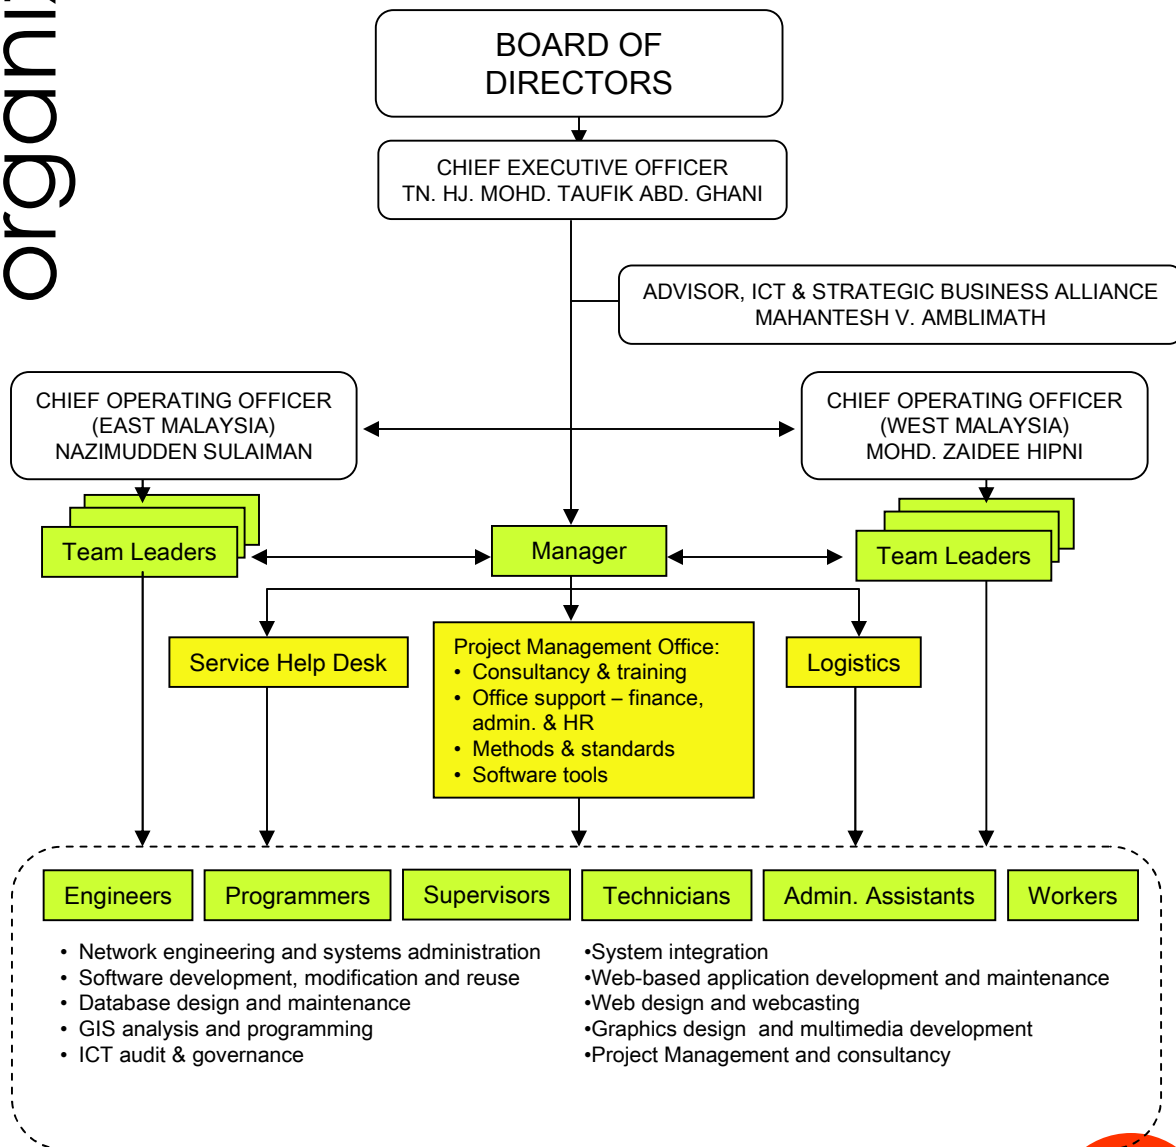 organiz
BOARD OF
DIRECTORS
CHIEF EXECUTIVE OFFICER
TN. HJ. MOHD. TAUFIK ABD. GHANI
ADVISOR, ICT & STRATEGIC BUSINESS ALLIANCE
MAHANTESH V. AMBLIMATH
CHIEF OPERATING OFFICER
(EAST MALAYSIA)
NAZIMUDDEN SULAIMAN
CHIEF OPERATING OFFICER
(WEST MALAYSIA)
MOHD. ZAIDEE HIPNI
Team Leaders
Manager
Team Leaders
Service Help Desk
Project Management Office:
• Consultancy & training
• Office support – finance,
admin. & HR
• Methods & standards
• Software tools
Logistics
Engineers
Programmers
Supervisors
Technicians
Admin. Assistants
Workers
• Network engineering and systems administration
• Software development, modification and reuse
• Database design and maintenance
• GIS analysis and programming
• ICT audit & governance
•System integration
•Web-based application development and maintenance
•Web design and webcasting
•Graphics design  and multimedia development
•Project Management and consultancy